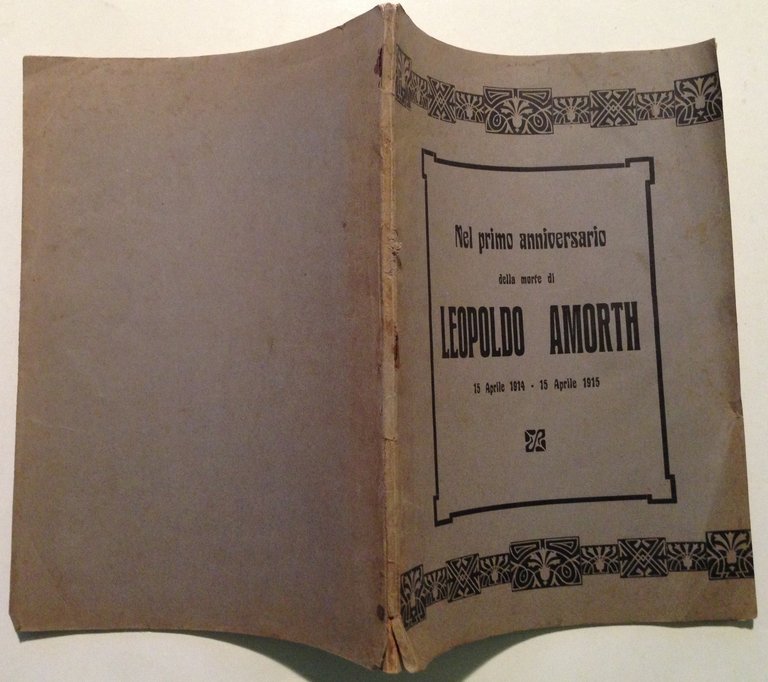 Nel primo anniversario
della morte di
LEOPOLDO AMORTH
15 Aprile 1914 - 15 Aprile 1915